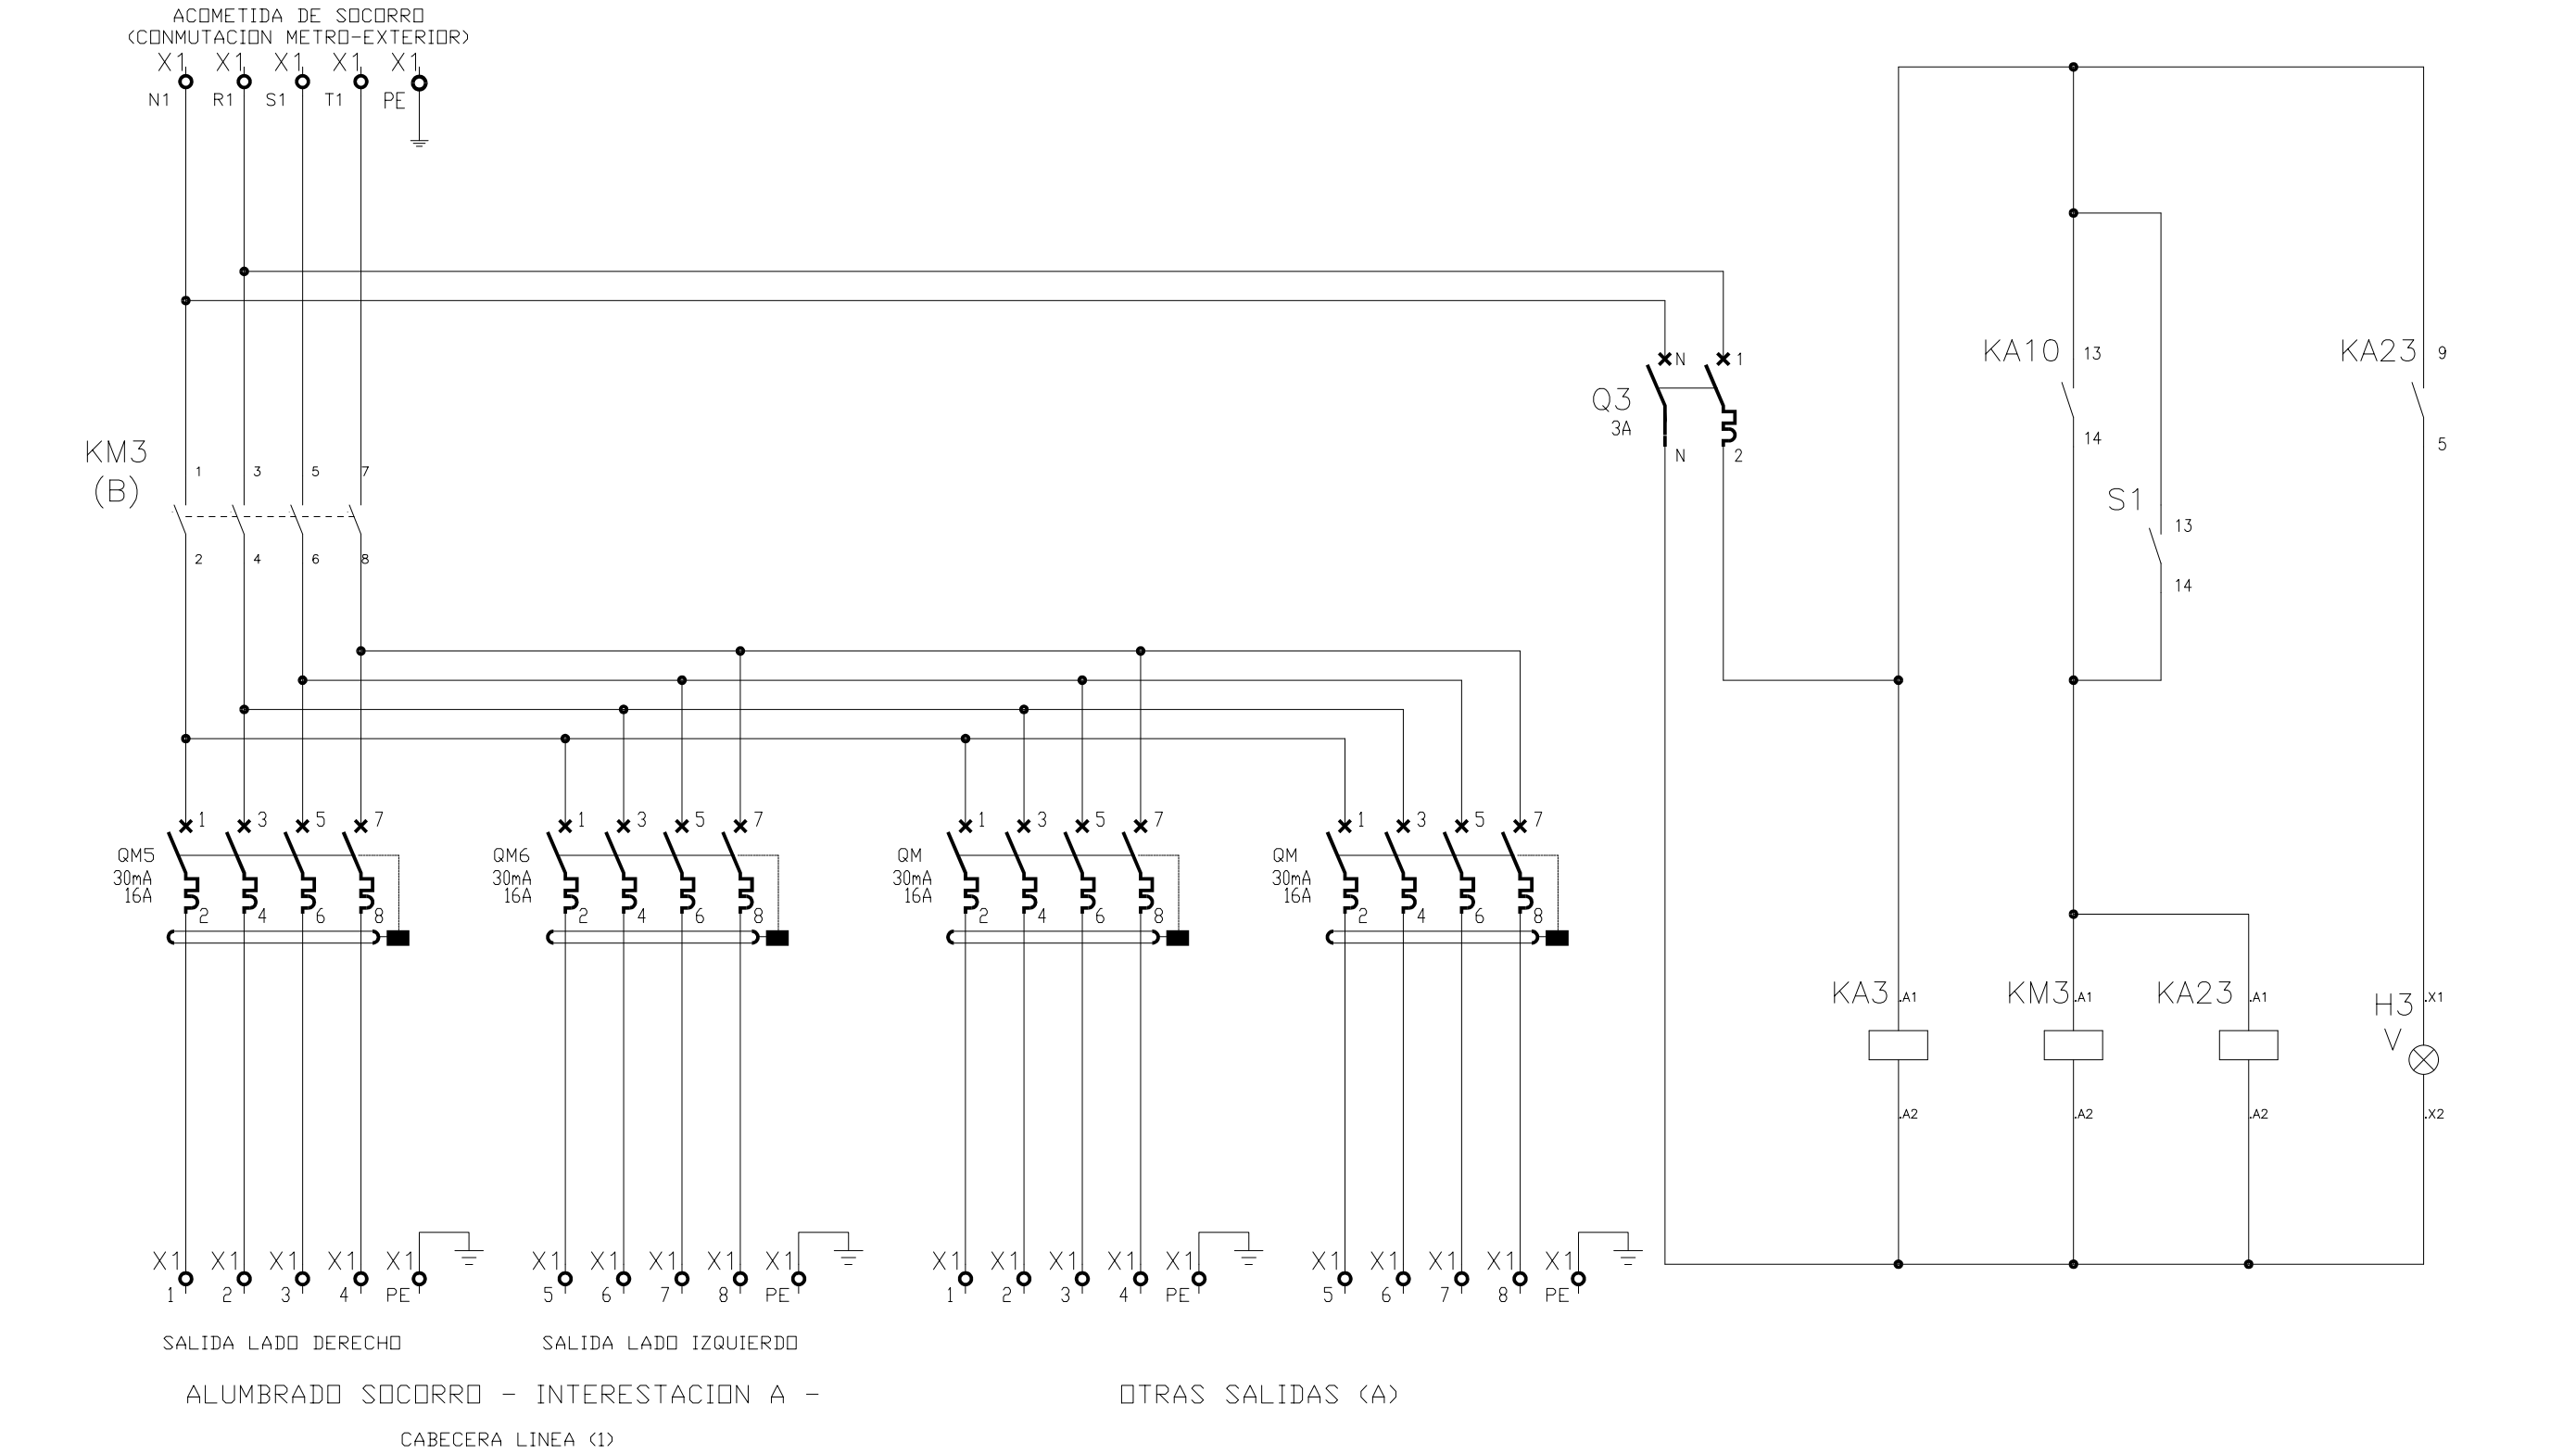 ACOMETIDA DE SOCORRO
(CONMUTACION METRO-EXTERIOR)
X1 X1 X1 X1 X1
N1 R1 S1 T1 PE
KA10 13
KA23 9
N 1
Q3
3A
14
5
KM3
(B)
1 3 5 7
N 2
S1
13
2 4 6 8
14
1 3 5 7 1 3 5 7 1 3 5 7 1 3 5 7
QM5 QM6 QM QM
30mA 30mA 30mA 30mA
16A 16A 16A 16A
2 4 6 8 2 4 6 8 2 4 6 8 2 4 6 8
KA3 .A1 KM3 .A1 KA23 .A1 H3 .X1
V
.A2 .A2 .A2 .X2
X1 X1 X1 X1 X1 X1 X1 X1 X1 X1 X1 X1 X1 X1 X1 X1 X1 X1 X1 X1
1 2 3 4 PE 5 6 7 8 PE 1 2 3 4 PE 5 6 7 8 PE
SALIDA LADO DERECHO SALIDA LADO IZQUIERDO
ALUMBRADO SOCORRO - INTERESTACION A -
OTRAS SALIDAS (A)
CABECERA LINEA (1)